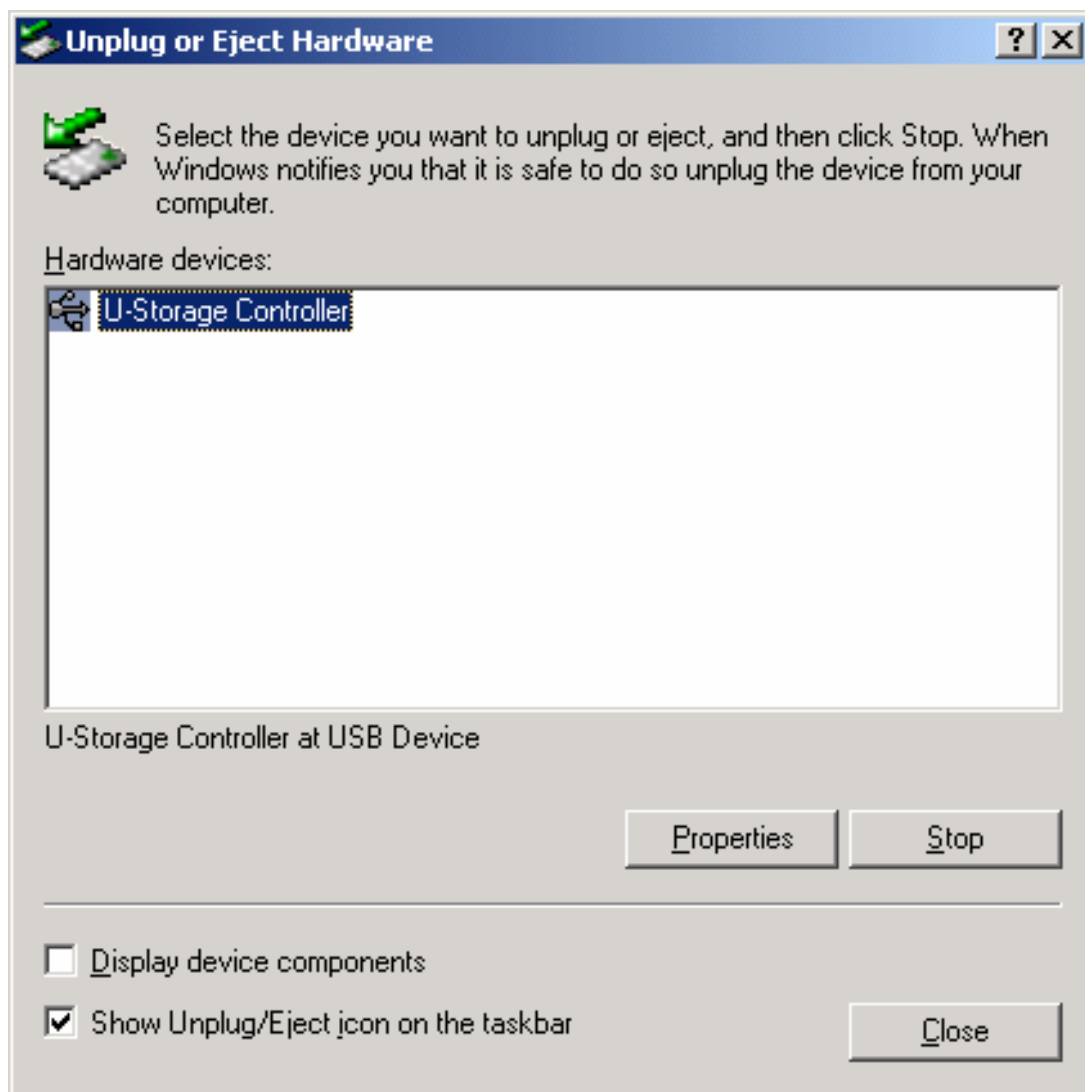 Unplug or Eject Hardware
Select the device you want to unplug or eject, and then click Stop. When
Windows notifies you that it is safe to do so unplug the device from your
computer.
Hardware devices:
U-Storage Controller
U-Storage Controller at USB Device
Properties Stop
Display device components
Show Unplug/Eject icon on the taskbar
Close